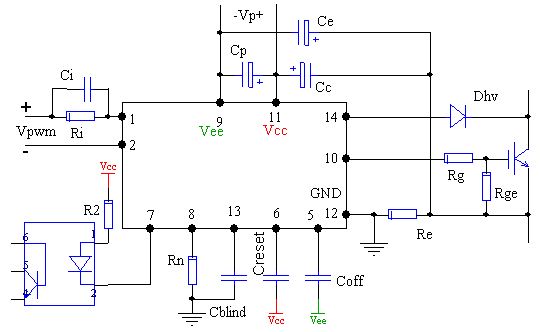 -Vp+
Ce
+
Cp
+
+
Cc
Ci
+
Vpwm
-
Ri
1
2
Vee
9
Vcc
11
14
Dhv
10
Rg
Rge
GND
12
Re
Vcc
R2
7
8
13
6
5
Rn
Cblind
Creset
Vcc
Coff
Vee
6
5
4
1
2